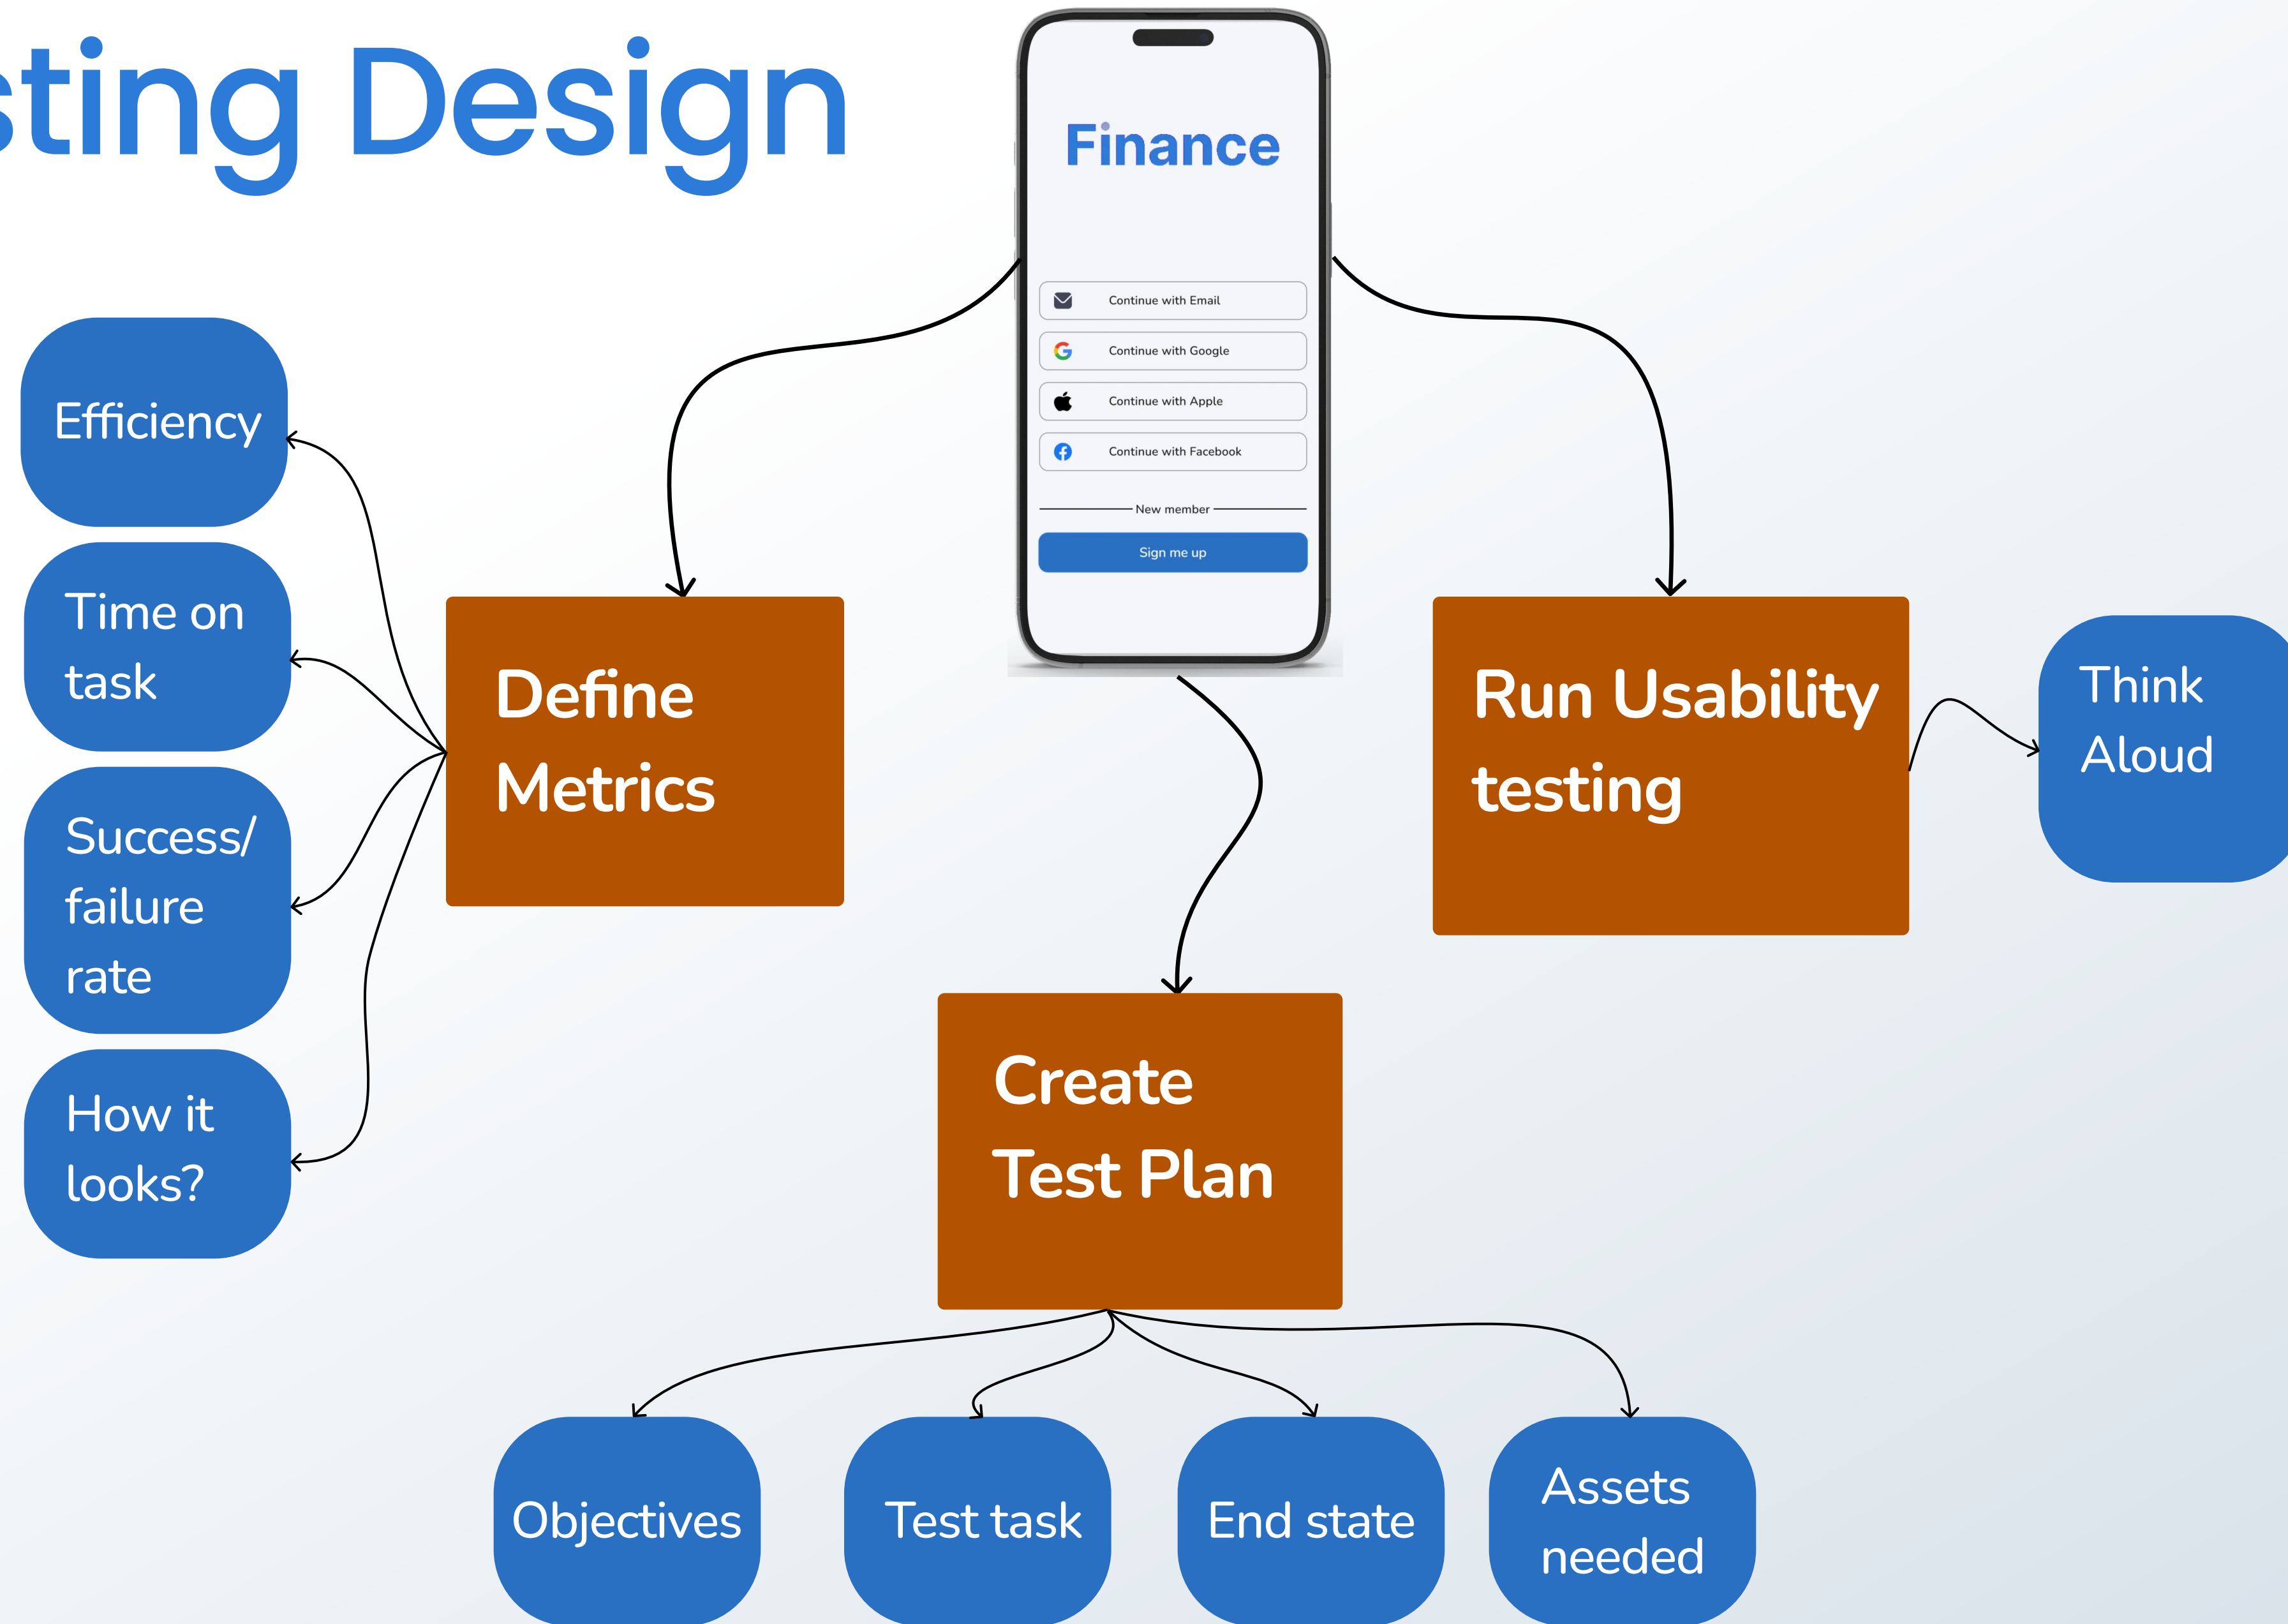 sting Design
Finance
Continue with Email
Continue with Google
Continue with Apple
Continue with Facebook
New member
Sign me up
Efficiency
Time on
task
Success/
failure
rate
How it
looks?
Define
Metrics
Run Usability
testing
Think
Aloud
Create
Test Plan
Objectives
Test task
End state
Assets
needed